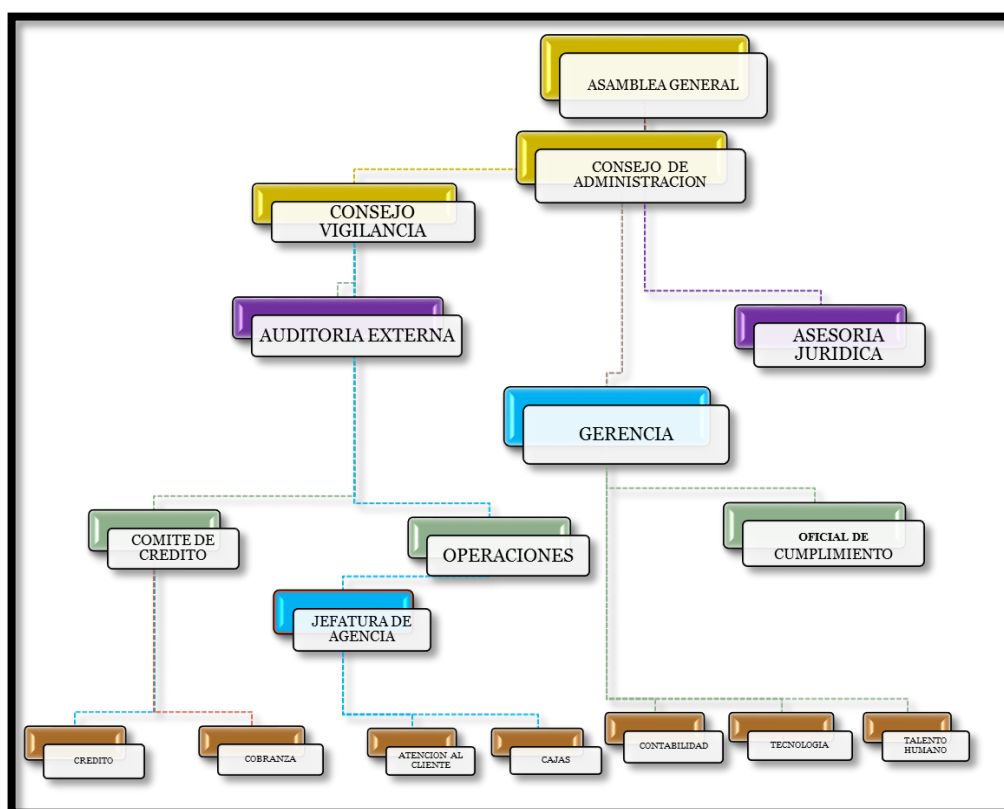 ASAMBLEA GENERAL
CONSEJO DE
ADMINISTRACION
CONSEJO
VIGILANCIA
AUDITORIA EXTERNA
ASESORIA
JURIDICA
GERENCIA
COMITE DE
CREDITO
OPERACIONES
OFICIAL DE
CUMPLIMIENTO
JEFATURA DE
AGENCIA
CREDITO
COBRANZA
ATENCION AL
CLIENTE
CAJAS
CONTABILIDAD
TECNOLOGIA
TALENTO
HUMANO